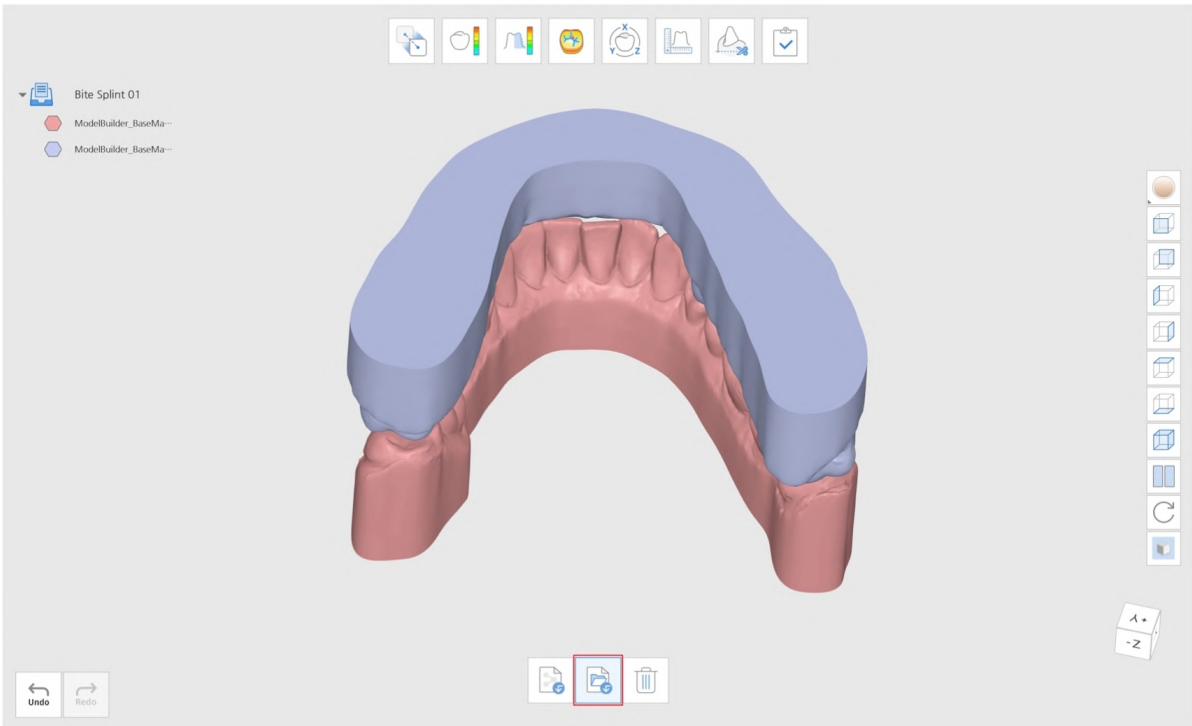 X
Y
Z
Bite Splint 01
ModelBuilder_BaseMa···
ModelBuilder_BaseMa···
+Y
-Z
Undo
Redo